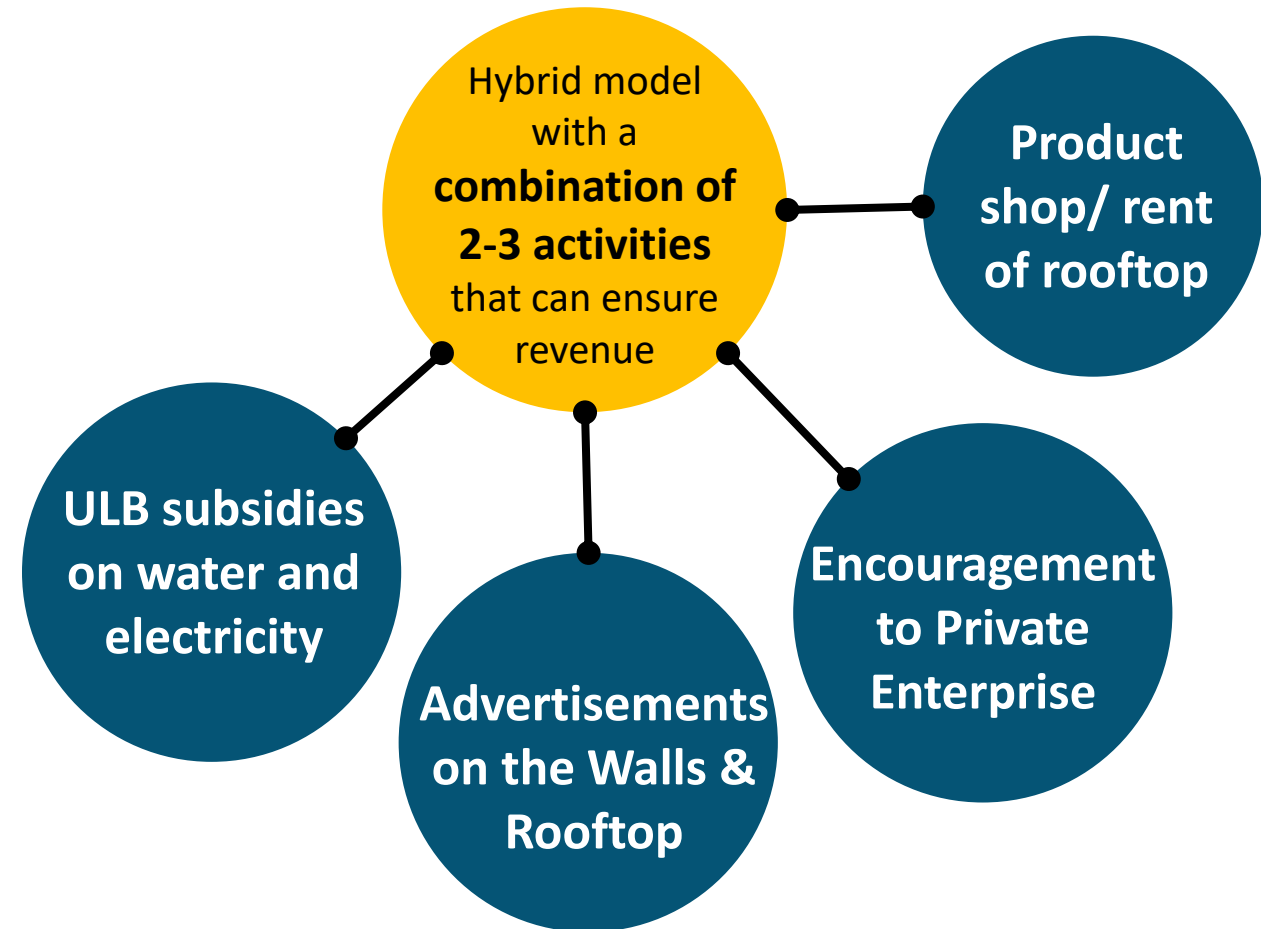 Hybrid model
with a
combination of
2-3 activities
that can ensure
revenue
Product
shop/ rent
of rooftop
ULB subsidies
on water and
electricity
Advertisements
on the Walls &
Rooftop
Encouragement
to Private
Enterprise